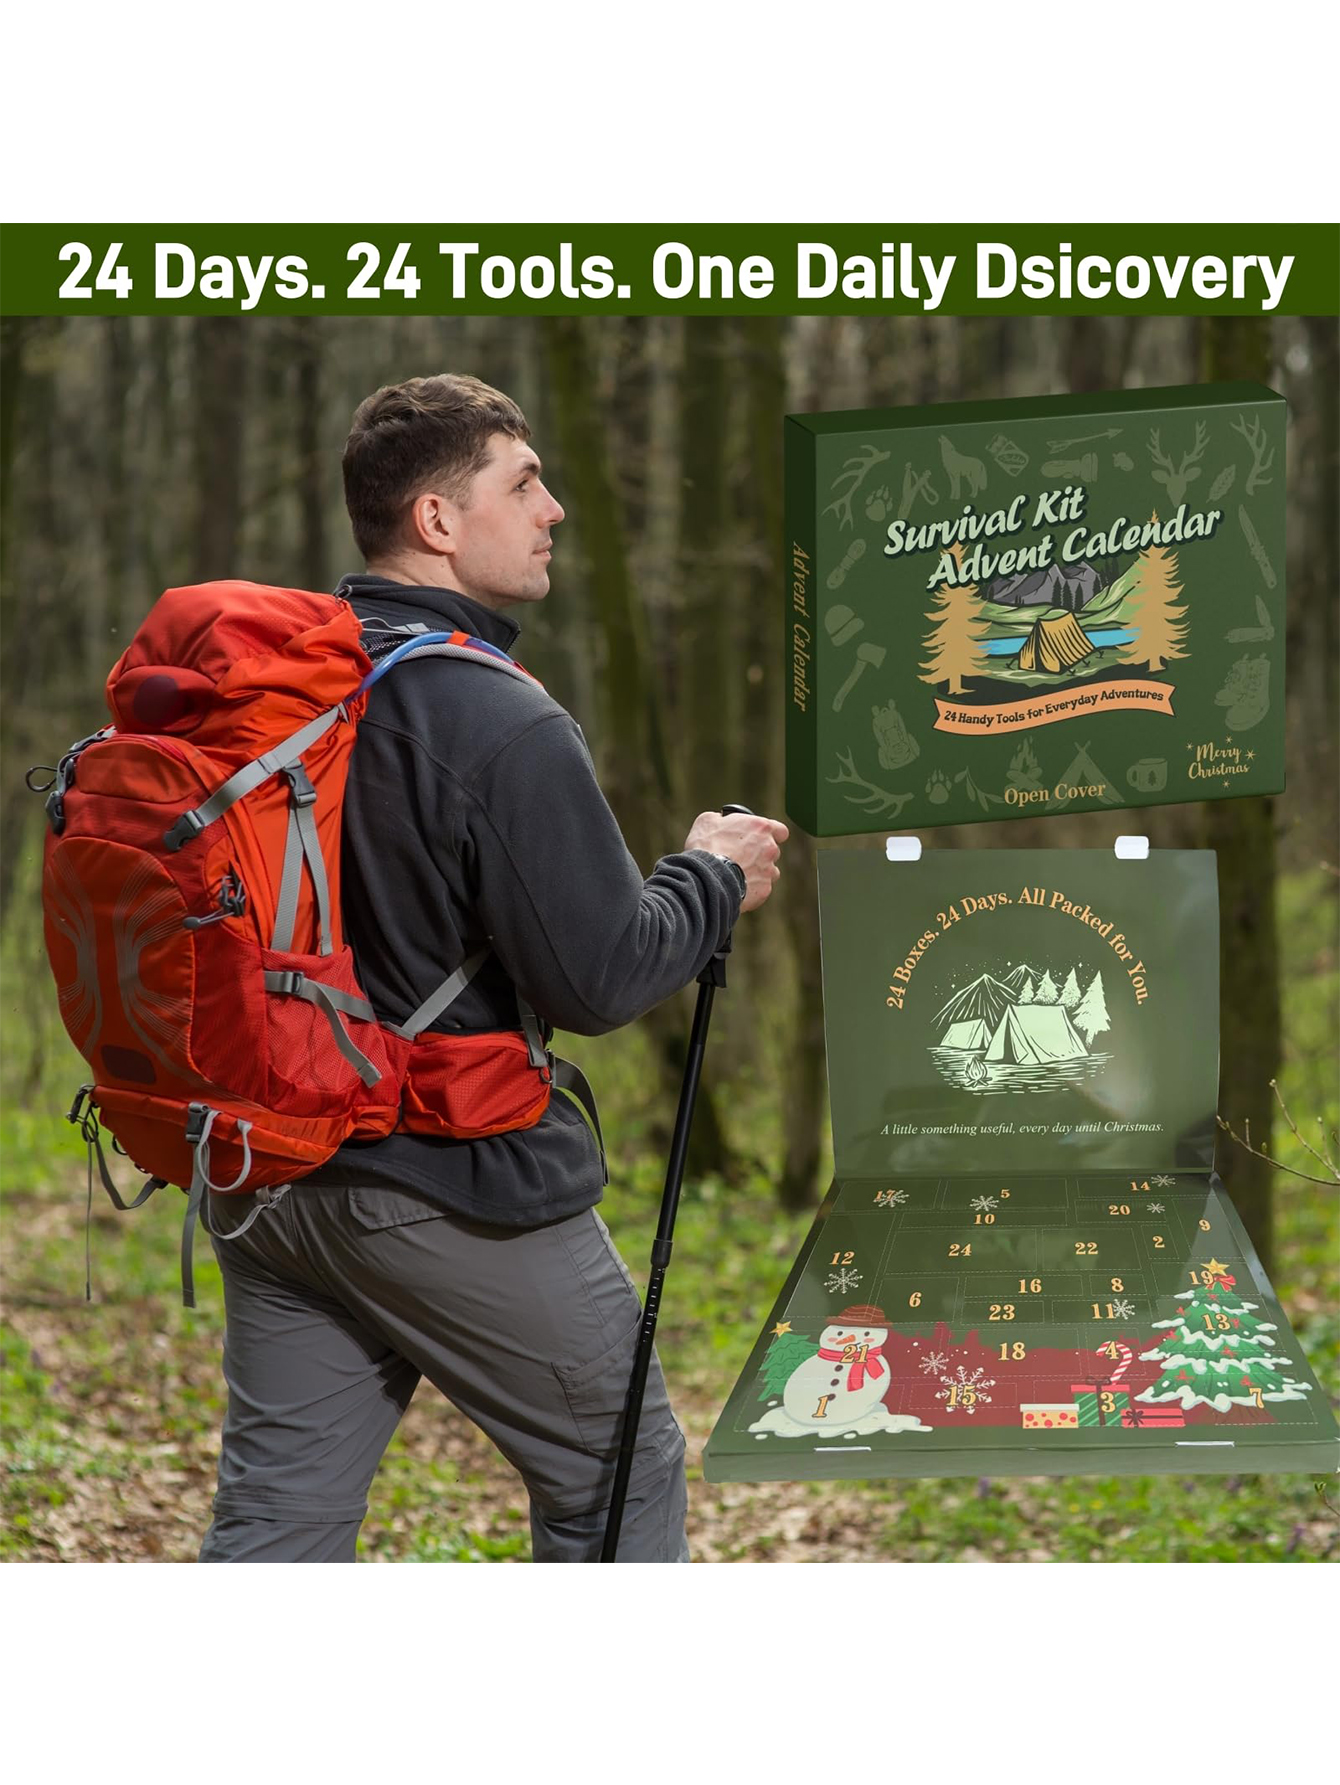 24 Days. 24 Tools. One Daily Dsicovery
Survival Kit
Advent Calendar
Advent Calendar
24 Handy Tools for Everyday Adventures
Merry
Christmas
Open Cover
24 Boxes. 24 Days. All Packed for You.
A little something useful, every day until Christmas.
17 5 14
10 20 9
12 24 22 2
6 16 8 19
23 11 13
21 18 4
1 15 3 7